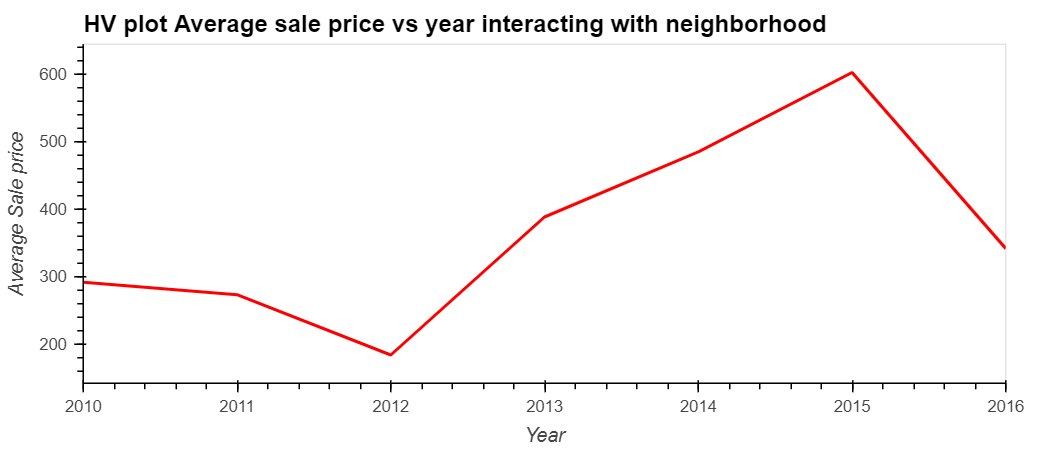 HV plot Average sale price vs year interacting with neighborhood
600
500
400
300
200
Average Sale price
2010 2011 2012 2013 2014 2015 2016
Year